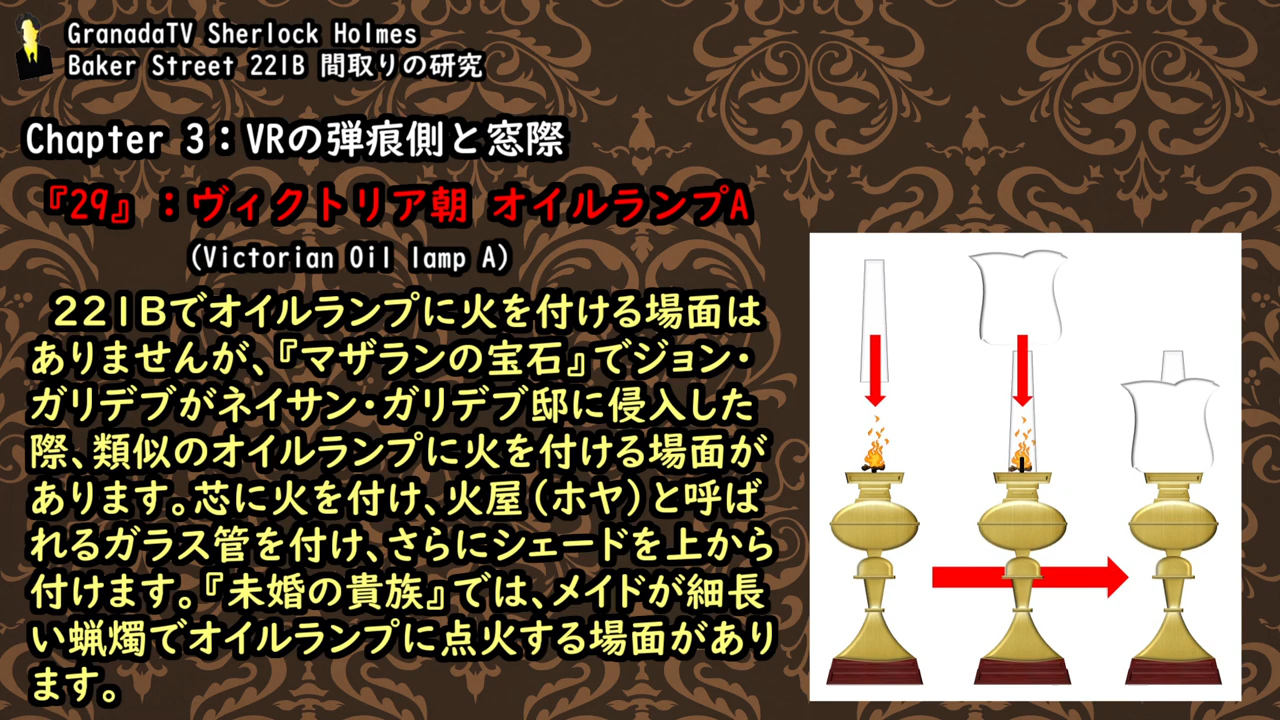 GranadaTV Sherlock Holmes
Baker Street 221B 間取りの研究
Chapter 3：VRの弾痕側と窓際
『29』：ヴィクトリア朝 オイルランプA
(Victorian Oil lamp A)
221Bでオイルランプに火を付ける場面は
ありませんが、『マザランの宝石』でジョン・
ガリデブがネイサン・ガリデブ邸に侵入した
際、類似のオイルランプに火を付ける場面が
あります。芯に火を付け、火屋（ホヤ）と呼ば
れるガラス管を付け、さらにシェードを上から
付けます。『未婚の貴族』では、メイドが細長
い蝋燭でオイルランプに点火する場面があり
ます。